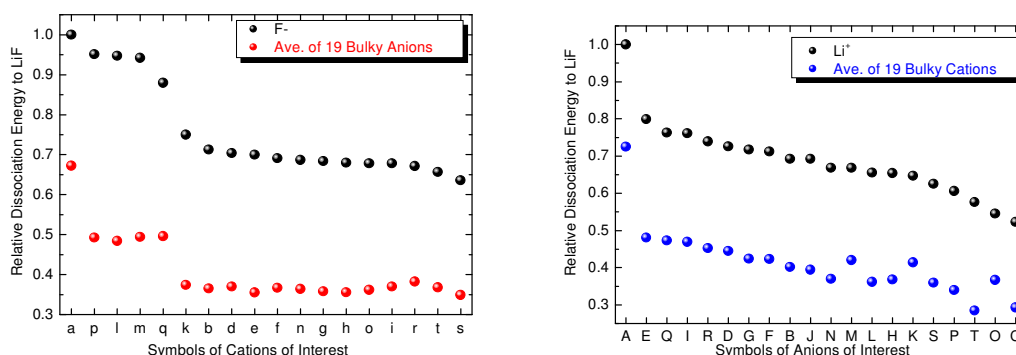 F-
Ave. of 19 Bulky Anions
Relative Dissociation Energy to LiF
1.0
0.9
0.8
0.7
0.6
0.5
0.4
0.3
a p l m q k b d e f n g h o i r t s
Symbols of Cations of Interest
Li+
Ave. of 19 Bulky Cations
Relative Dissociation Energy to LiF
1.0
0.9
0.8
0.7
0.6
0.5
0.4
0.3
A E Q I R D G F B J N M L H K S P T O
Symbols of Anions of Interest